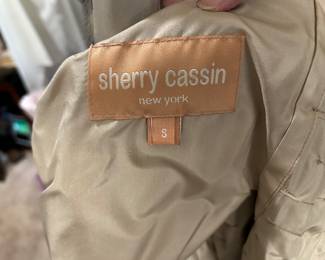 sherry cassin
new york
S